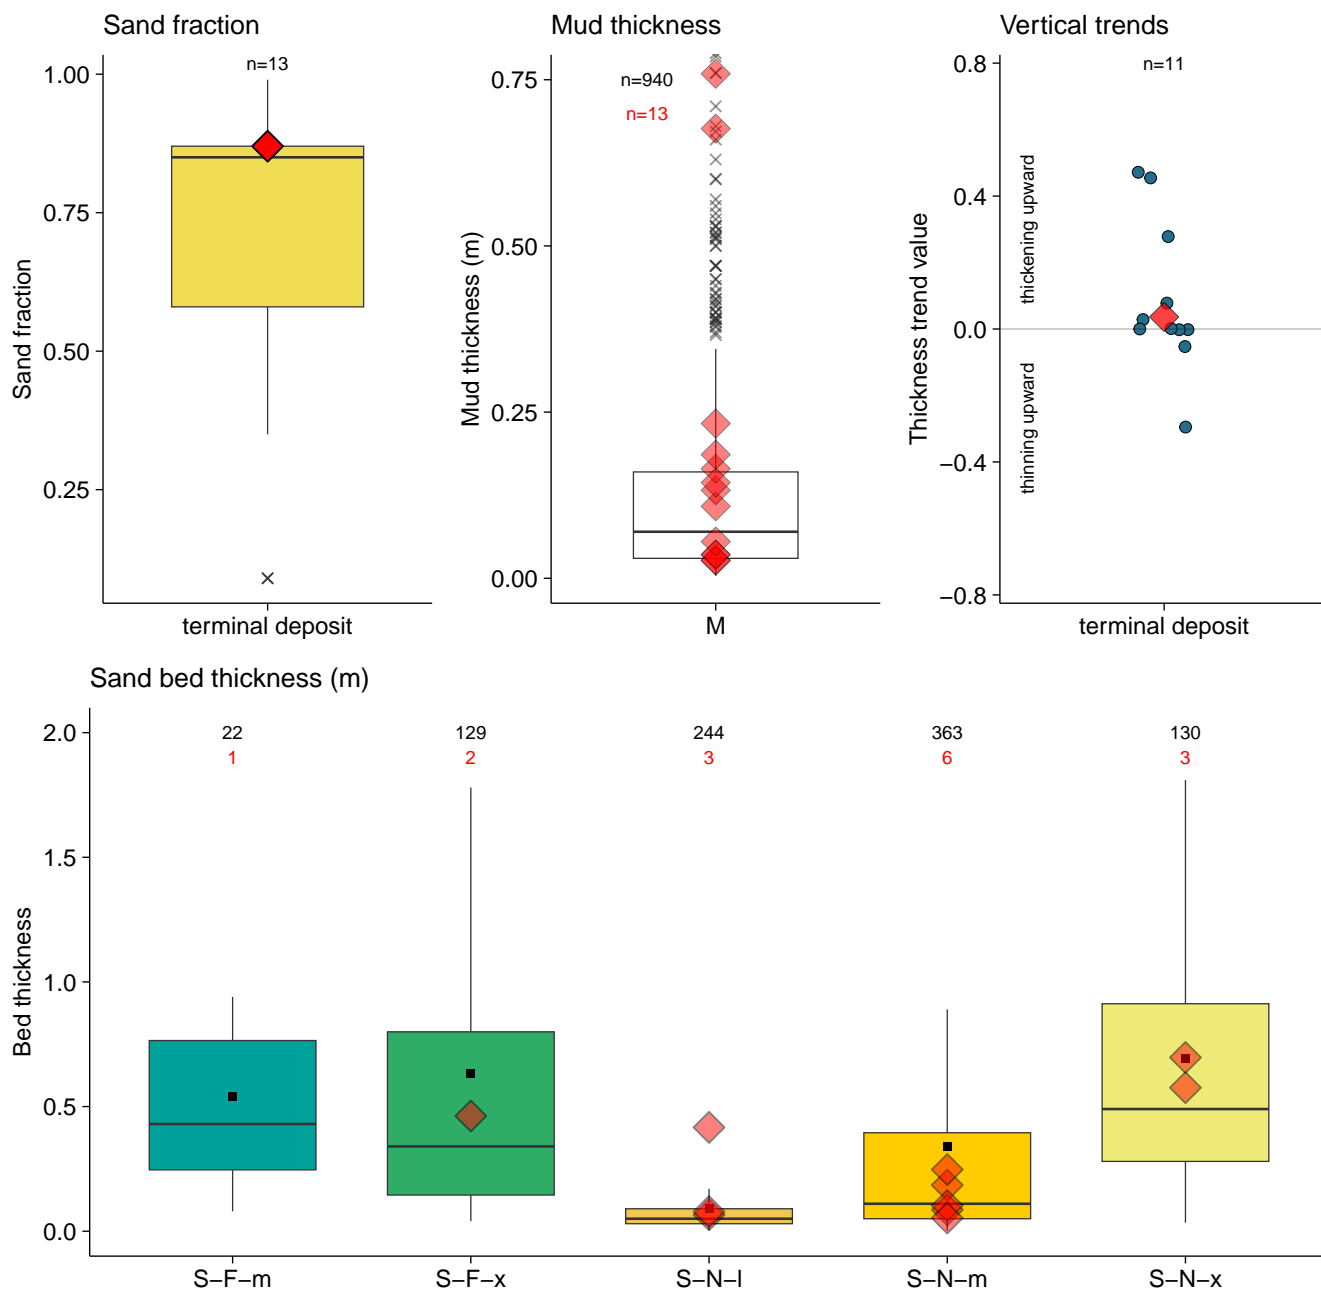 Sand fraction
n=13
1.00
0.75
0.50
0.25
Sand fraction
terminal deposit
Mud thickness
n=940
n=13
0.75
0.50
0.25
0.00
Mud thickness (m)
M
Vertical trends
n=11
0.8
0.4
0.0
−0.4
−0.8
Thickness trend value
thickening upward
thinning upward
terminal deposit
Sand bed thickness (m)
2.0
1.5
1.0
0.5
0.0
Bed thickness
22 129 244 363 130
1 2 3 6 3
S−F−m S−F−x S−N−l S−N−m S−N−x